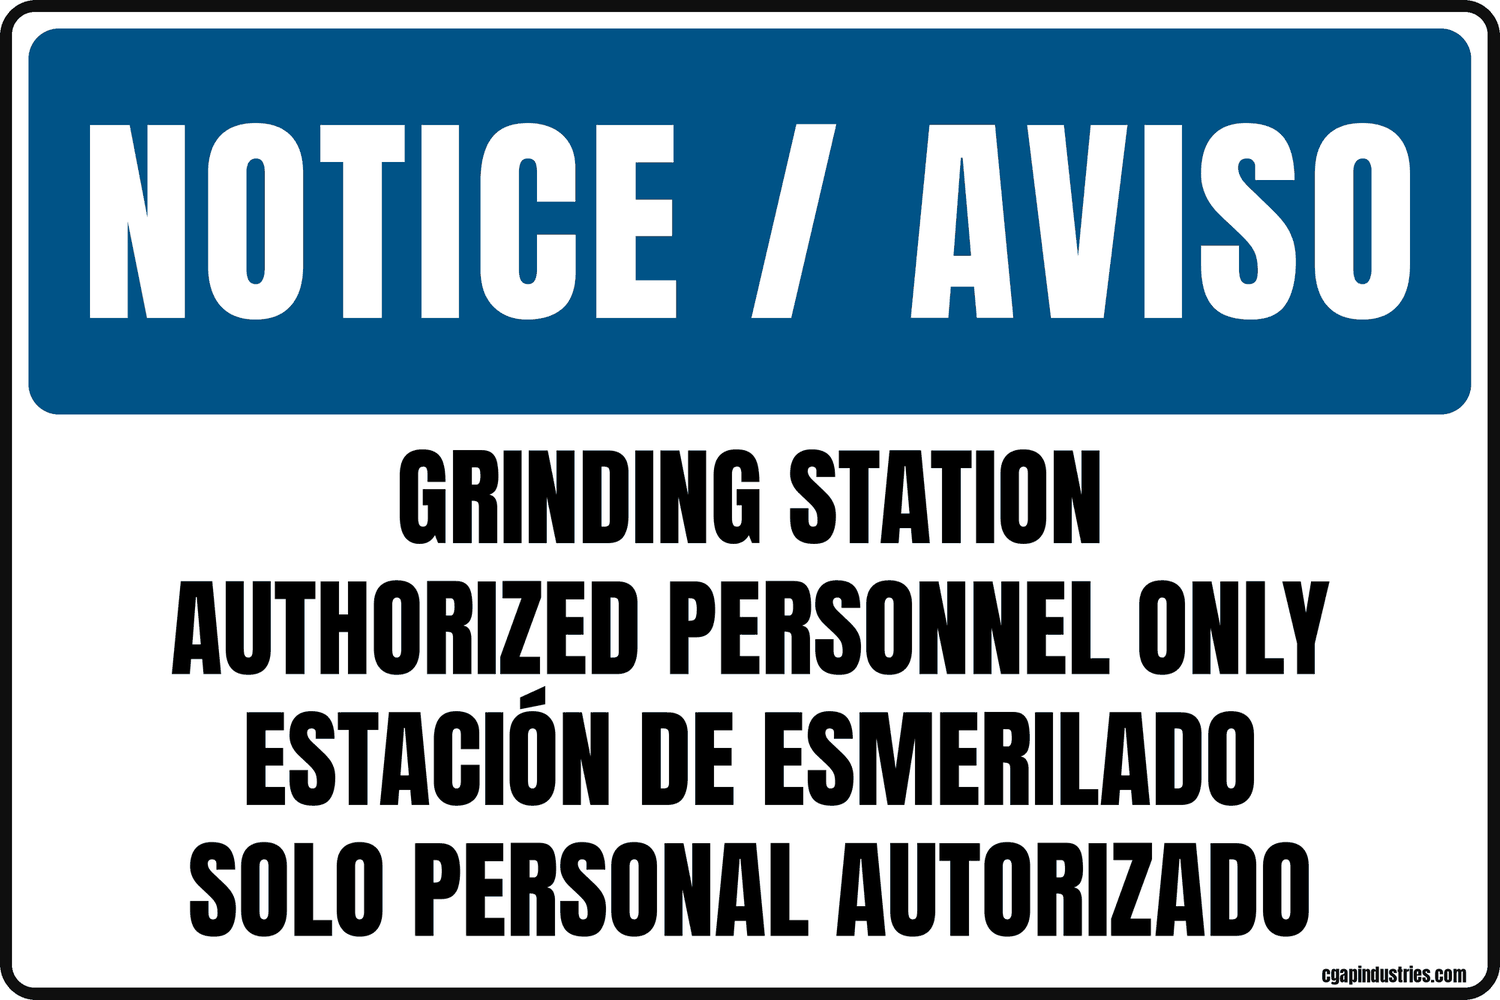 NOTICE / AVISO
GRINDING STATION
AUTHORIZED PERSONNEL ONLY
ESTACIÓN DE ESMERILADO
SOLO PERSONAL AUTORIZADO
cgapindustries.com